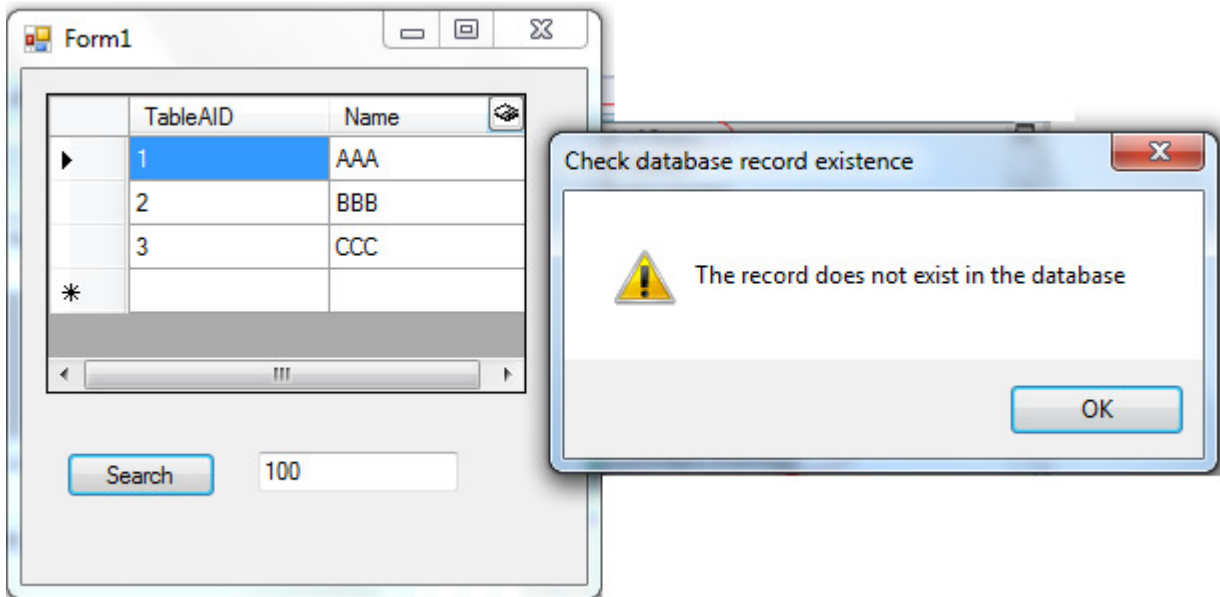 Form1
TableAID Name
1 AAA
2 BBB
3 CCC
Search 100
Check database record existence
The record does not exist in the database
OK